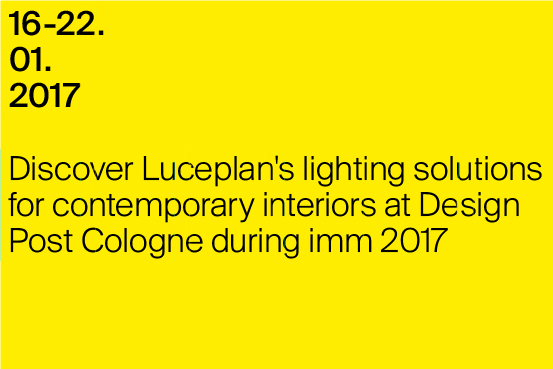 16-22.
01.
2017
Discover Luceplan's lighting solutions
for contemporary interiors at Design
Post Cologne during imm 2017